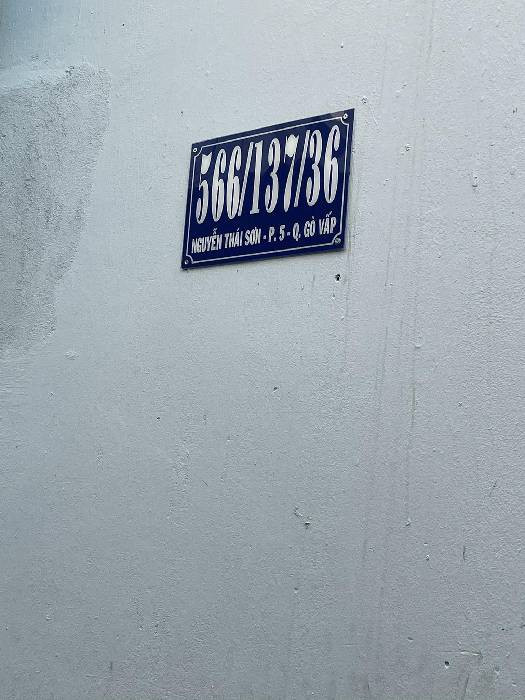 566/137/36
NGUYỄN THÁI SƠN - P. 5 - Q. GÒ VẤP